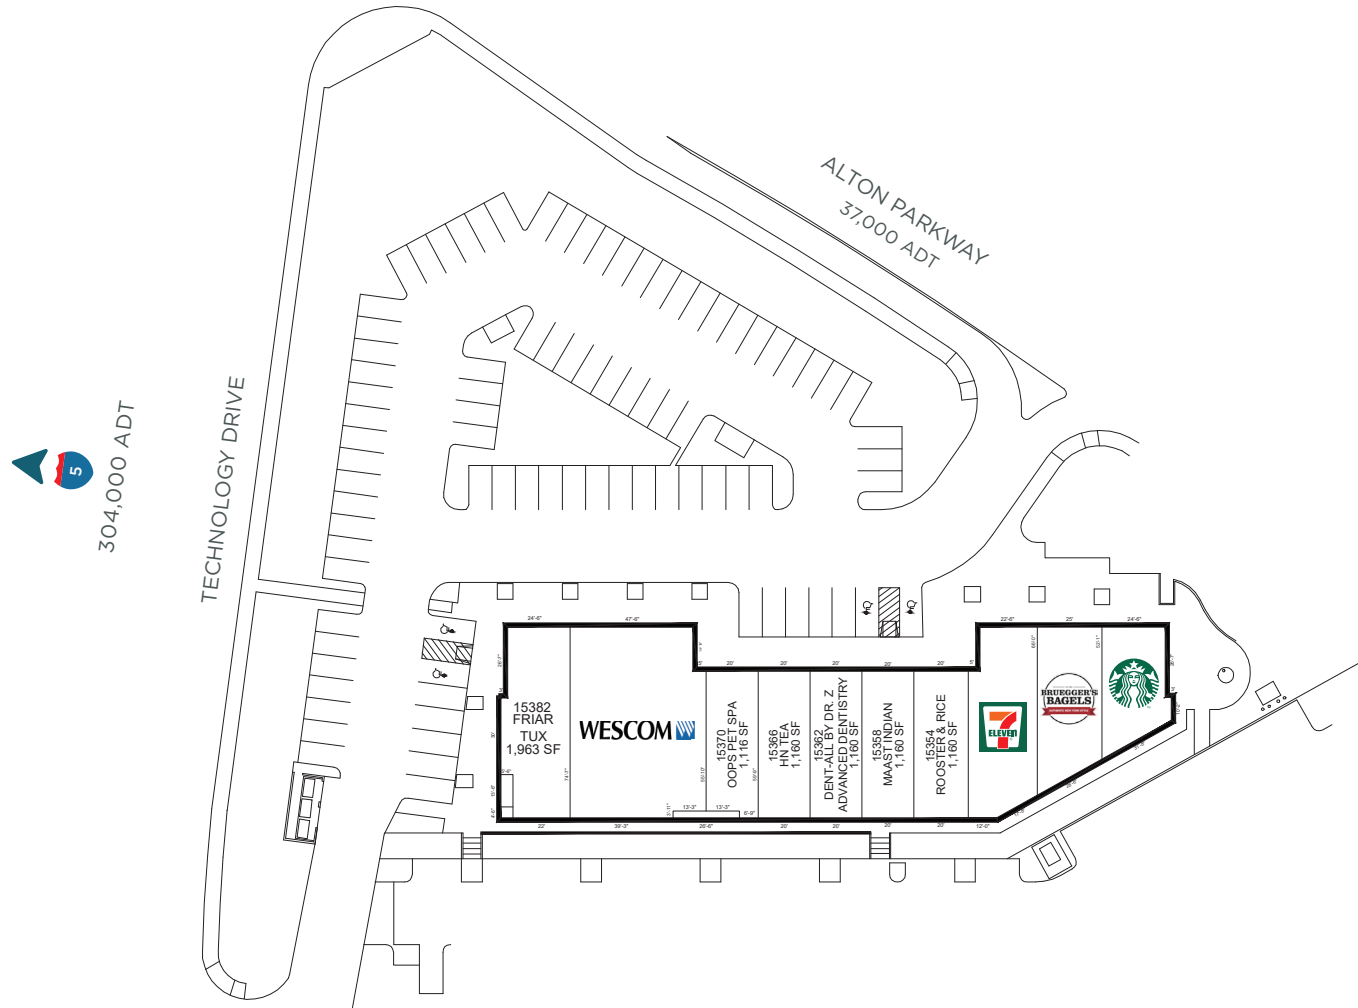 ALTON PARKWAY
37,000 ADT
TECHNOLOGY DRIVE
304,000 ADT
5
24'-6"
47'-6"
5'
20'
20'
20'
20'
20'
5'
22'-6"
25'
24'-6"
15382
FRIAR
TUX
1,963 SF
WESCOM
15370
OOPS PET SPA
1,116 SF
15366
HN TEA
1,160 SF
15362
DENT-ALL BY DR. Z
ADVANCED DENTISTRY
1,160 SF
15358
MAAST INDIAN
1,160 SF
15354
ROOSTER & RICE
1,160 SF
7
ELEVEN
BRUEGGER'S
BAGELS
13'-3"
13'-3"
6'-9"
22'
39'-3"
26'-6"
20'
20'
20'
20'
12'-0"